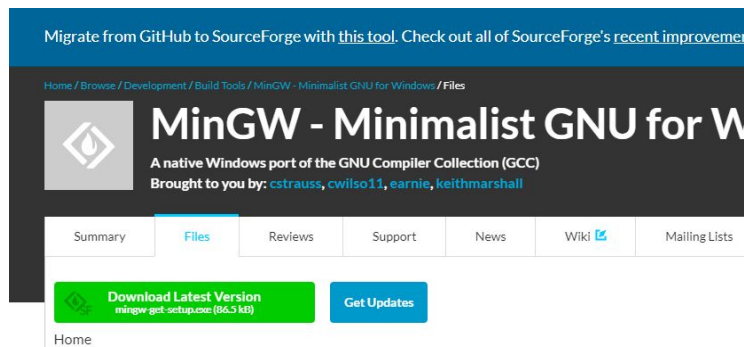 Migrate from GitHub to SourceForge with this tool. Check out all of SourceForge's recent improvemen
Home / Browse / Development / Build Tools / MinGW - Minimalist GNU for Windows / Files
MinGW - Minimalist GNU for W
A native Windows port of the GNU Compiler Collection (GCC)
Brought to you by: cstrauss, cwilso11, earnie, keithmarshall
Summary Files Reviews Support News Wiki Mailing Lists
Download Latest Version
mingw-get-setup.exe (86.5 kB)
Get Updates
SF
Home